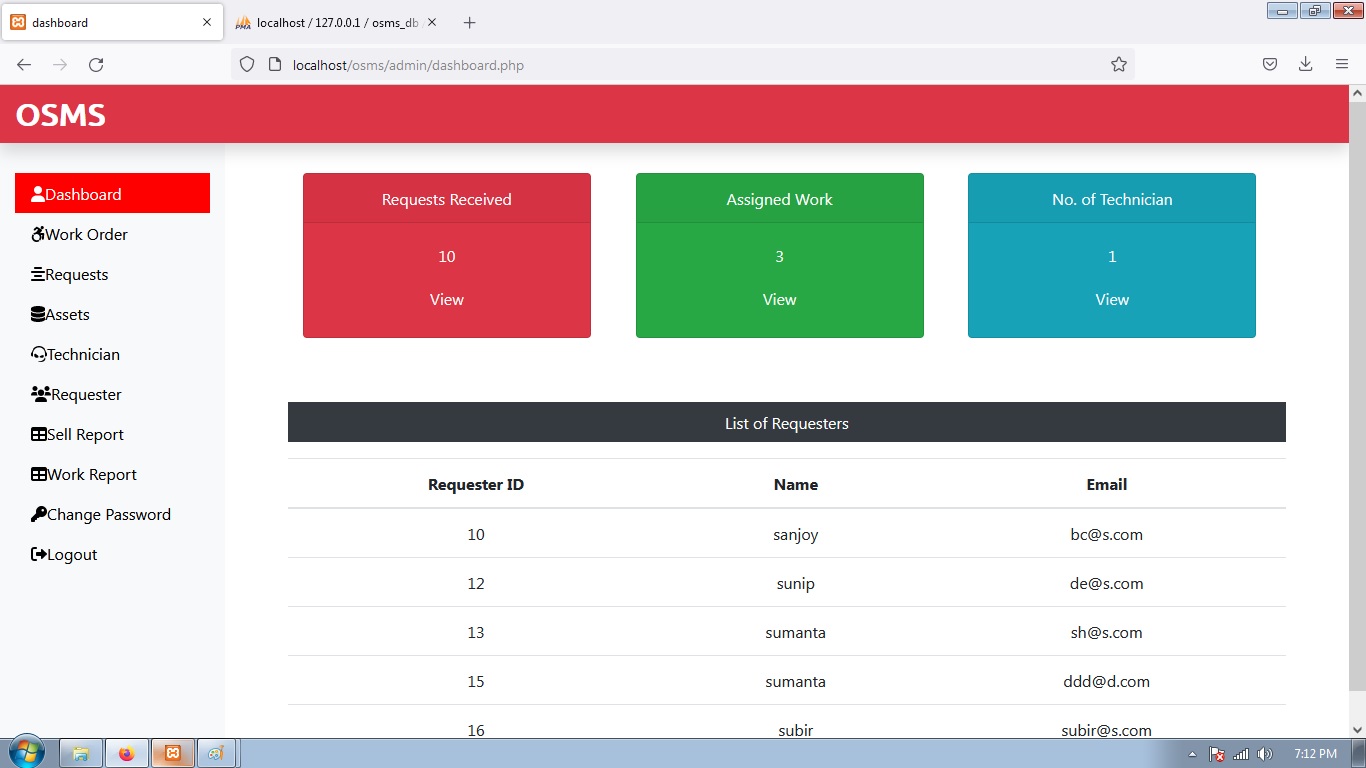 dashboard
localhost / 127.0.0.1 / osms_db
localhost/osms/admin/dashboard.php
OSMS
Dashboard
Work Order
Requests
Assets
Technician
Requester
Sell Report
Work Report
Change Password
Logout
Requests Received
10
View
Assigned Work
3
View
No. of Technician
1
View
List of Requesters
Requester ID Name Email
10 sanjoy bc@s.com
12 sunip de@s.com
13 sumanta sh@s.com
15 sumanta ddd@d.com
16 subir subir@s.com
7:12 PM